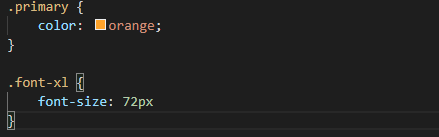 .primary {
    color: orange;
}

.font-xl {
    font-size: 72px
}